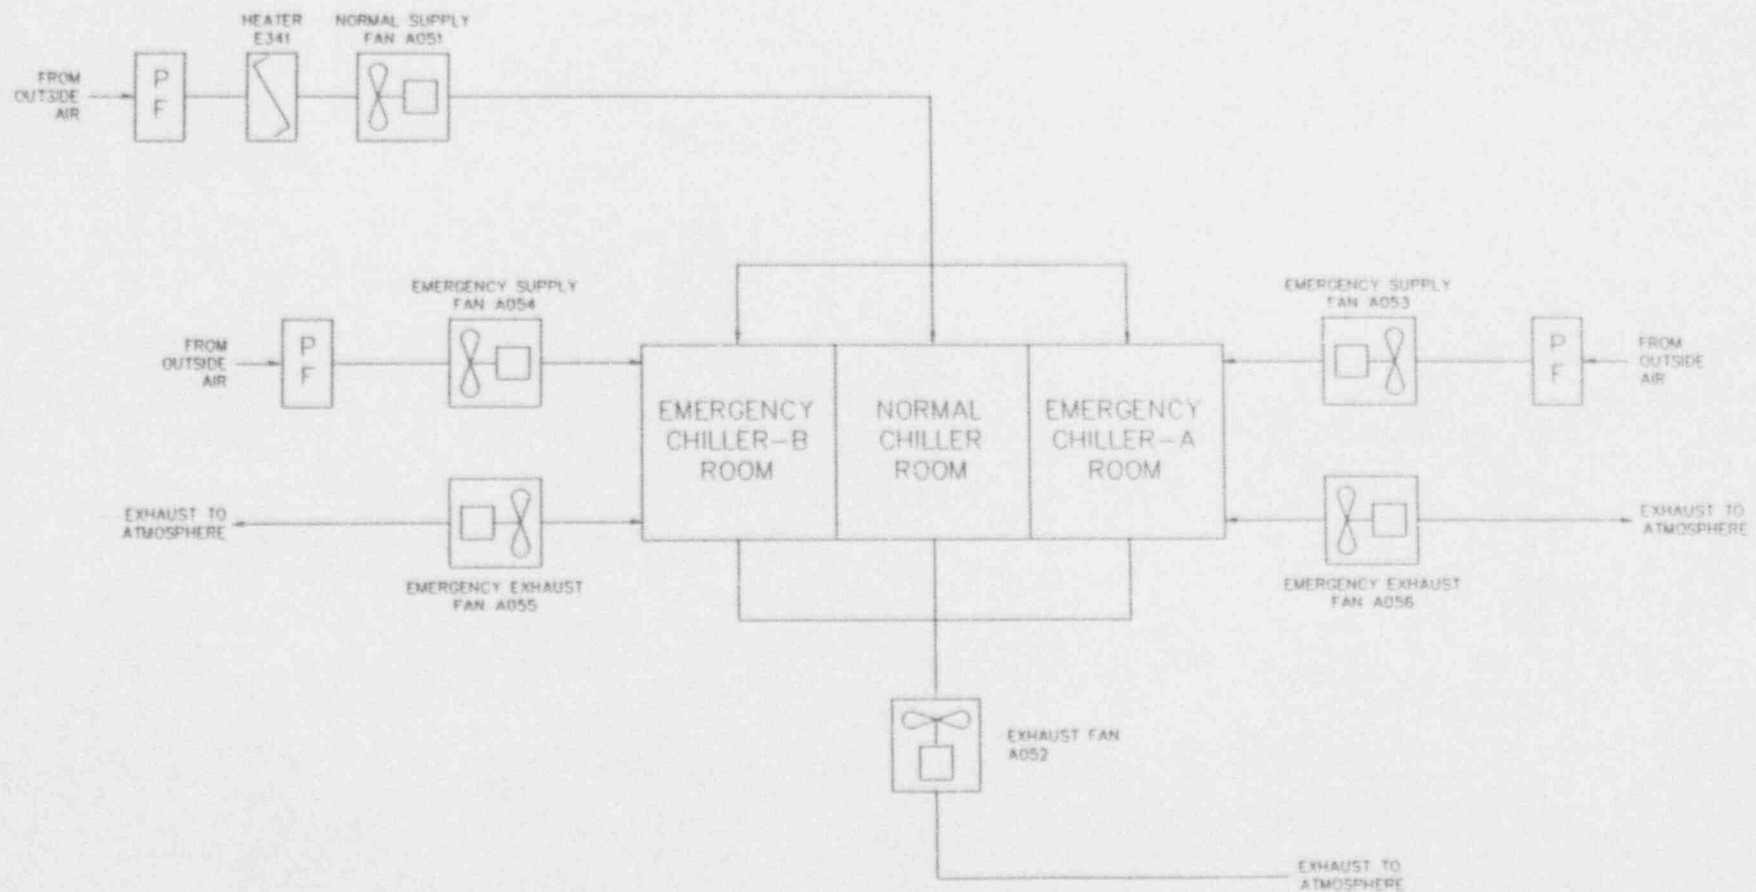 HEATER
E341
NORMAL SUPPLY
FAN A051
FROM
OUTSIDE
AIR
P
F
EMERGENCY SUPPLY
FAN A054
EMERGENCY SUPPLY
FAN A053
FROM
OUTSIDE
AIR
P
F
P
F
FROM
OUTSIDE
AIR
EMERGENCY
CHILLER-B
ROOM
NORMAL
CHILLER
ROOM
EMERGENCY
CHILLER-A
ROOM
EXHAUST TO
ATMOSPHERE
EXHAUST TO
ATMOSPHERE
EMERGENCY EXHAUST
FAN A055
EMERGENCY EXHAUST
FAN A056
EXHAUST FAN
A052
EXHAUST TO
ATMOSPHERE